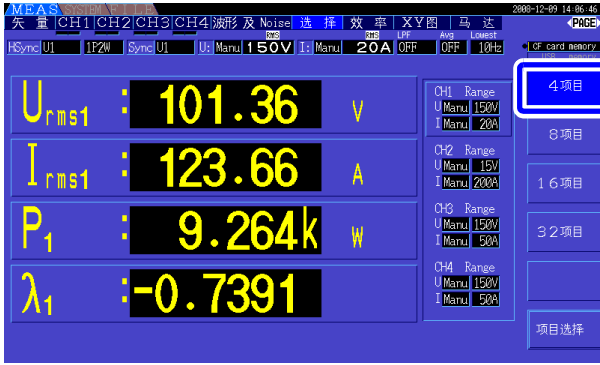 MEAS SYSTEM FILE 2008-12-09 14:06:46
矢 量 CH1 CH2 CH3 CH4 波形 及 Noise 选 择 效 率 XY图 马 达 PAGE
RMS RMS LPF Avg Lowest
HSync U1 1P2W Sync U1 U: Manu 150V I: Manu 20A OFF OFF 10Hz CF card memory
USB memory
4项目
8项目
16项目
32项目
项目选择
Urms1 : 101.36 V
Irms1 : 123.66 A
P1 : 9.264k W
λ1 :-0.7391
CH1 Range
U Manu 150V
I Manu 20A
CH2 Range
U Manu 15V
I Manu 200A
CH3 Range
U Manu 150V
I Manu 50A
CH4 Range
U Manu 150V
I Manu 50A